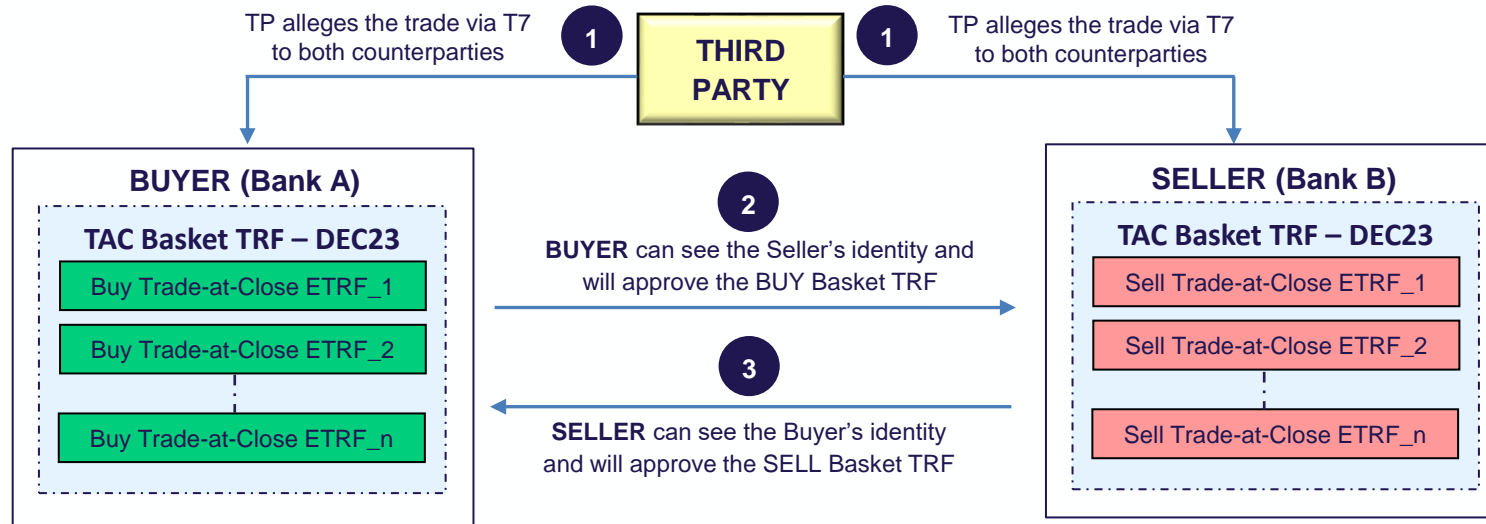 TP alleges the trade via T7
to both counterparties
1
THIRD
PARTY
1
TP alleges the trade via T7
to both counterparties
BUYER (Bank A)
TAC Basket TRF – DEC23
Buy Trade-at-Close ETRF_1
Buy Trade-at-Close ETRF_2
Buy Trade-at-Close ETRF_n
2
BUYER can see the Seller's identity and
will approve the BUY Basket TRF
3
SELLER can see the Buyer's identity
and will approve the SELL Basket TRF
SELLER (Bank B)
TAC Basket TRF – DEC23
Sell Trade-at-Close ETRF_1
Sell Trade-at-Close ETRF_2
Sell Trade-at-Close ETRF_n